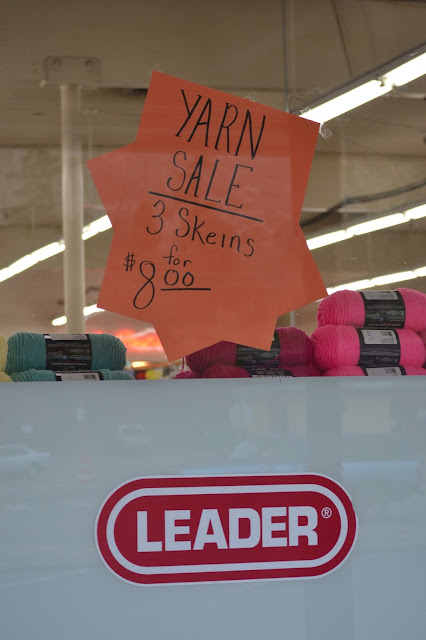 YARN
SALE
3 Skeins
for
$8.00
LEADER®